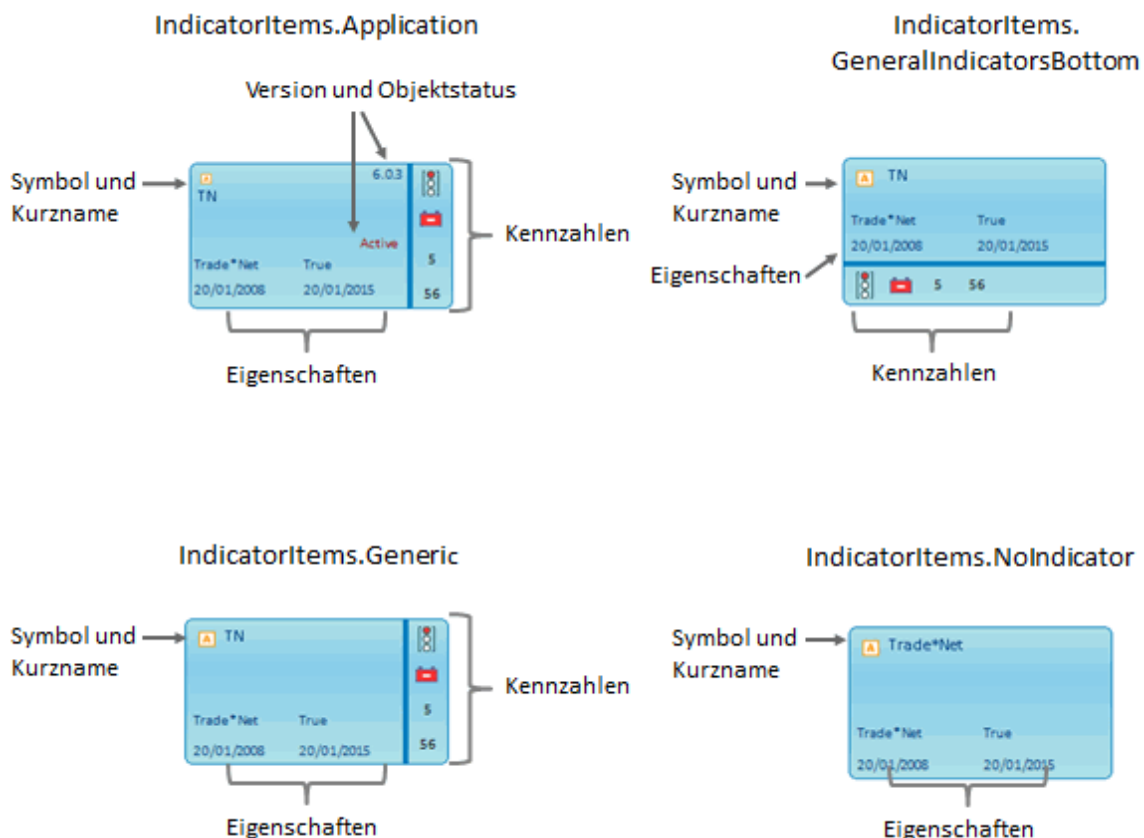 IndicatorItems.Application
Version und Objektstatus
Symbol und
Kurzname
A
6.0.3
TN
Active
Trade*Net True
20/01/2008 20/01/2015
5
56
Kennzahlen
Eigenschaften
IndicatorItems.
GeneralIndicatorsBottom
Symbol und
Kurzname
A TN
Trade*Net True
20/01/2008 20/01/2015
Eigenschaften
5 56
Kennzahlen
IndicatorItems.Generic
Symbol und
Kurzname
A TN
Trade*Net True
20/01/2008 20/01/2015
5
56
Kennzahlen
Eigenschaften
IndicatorItems.NoIndicator
Symbol und
Kurzname
A Trade*Net
Trade*Net True
20/01/2008 20/01/2015
Eigenschaften